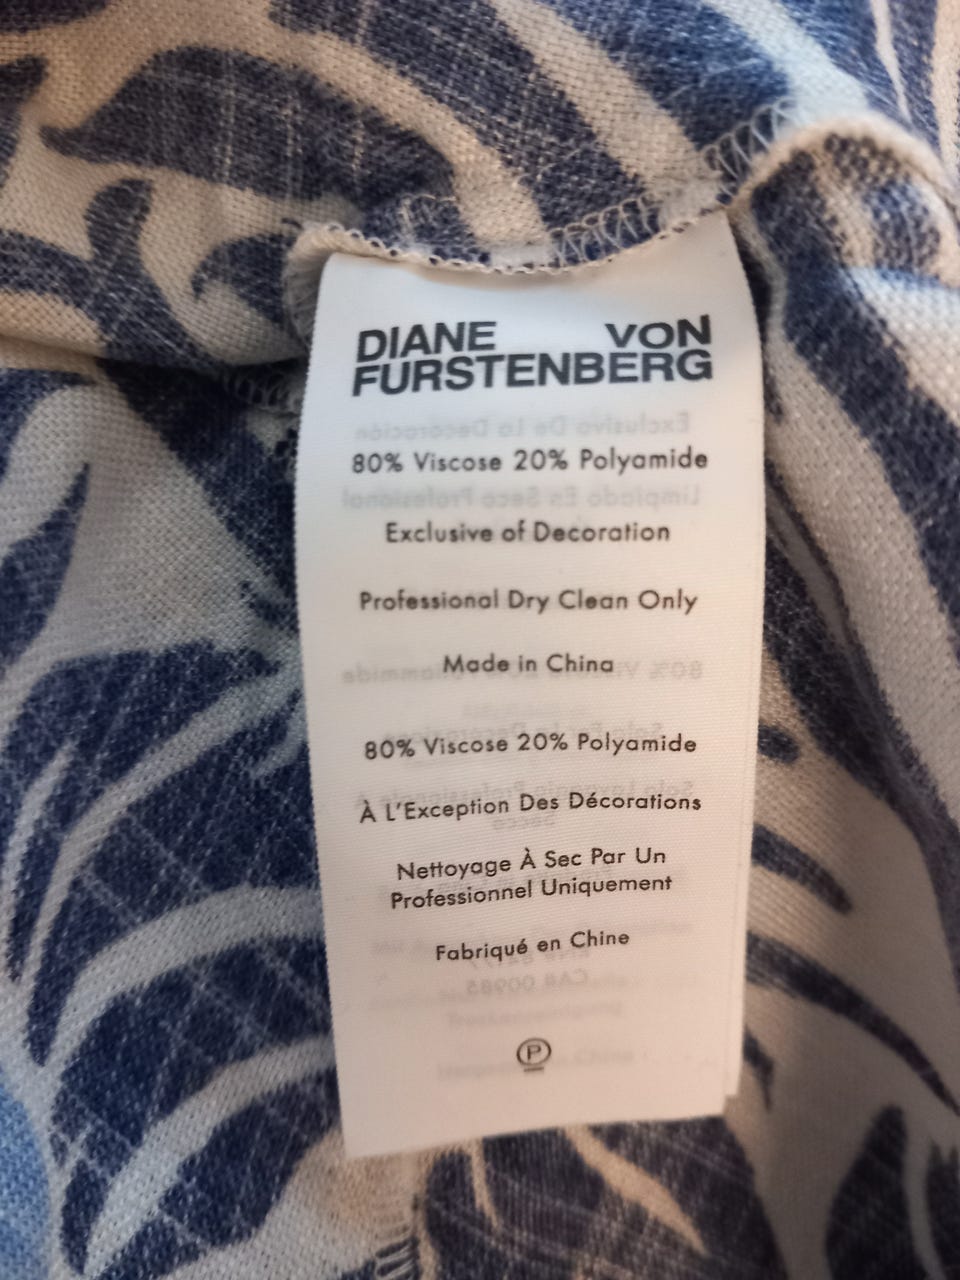 DIANE VON
FURSTENBERG
80% Viscose 20% Polyamide
Exclusive of Decoration
Professional Dry Clean Only
Made in China
80% Viscose 20% Polyamide
À L'Exception Des Décorations
Nettoyage À Sec Par Un
Professionnel Uniquement
Fabriqué en Chine
P